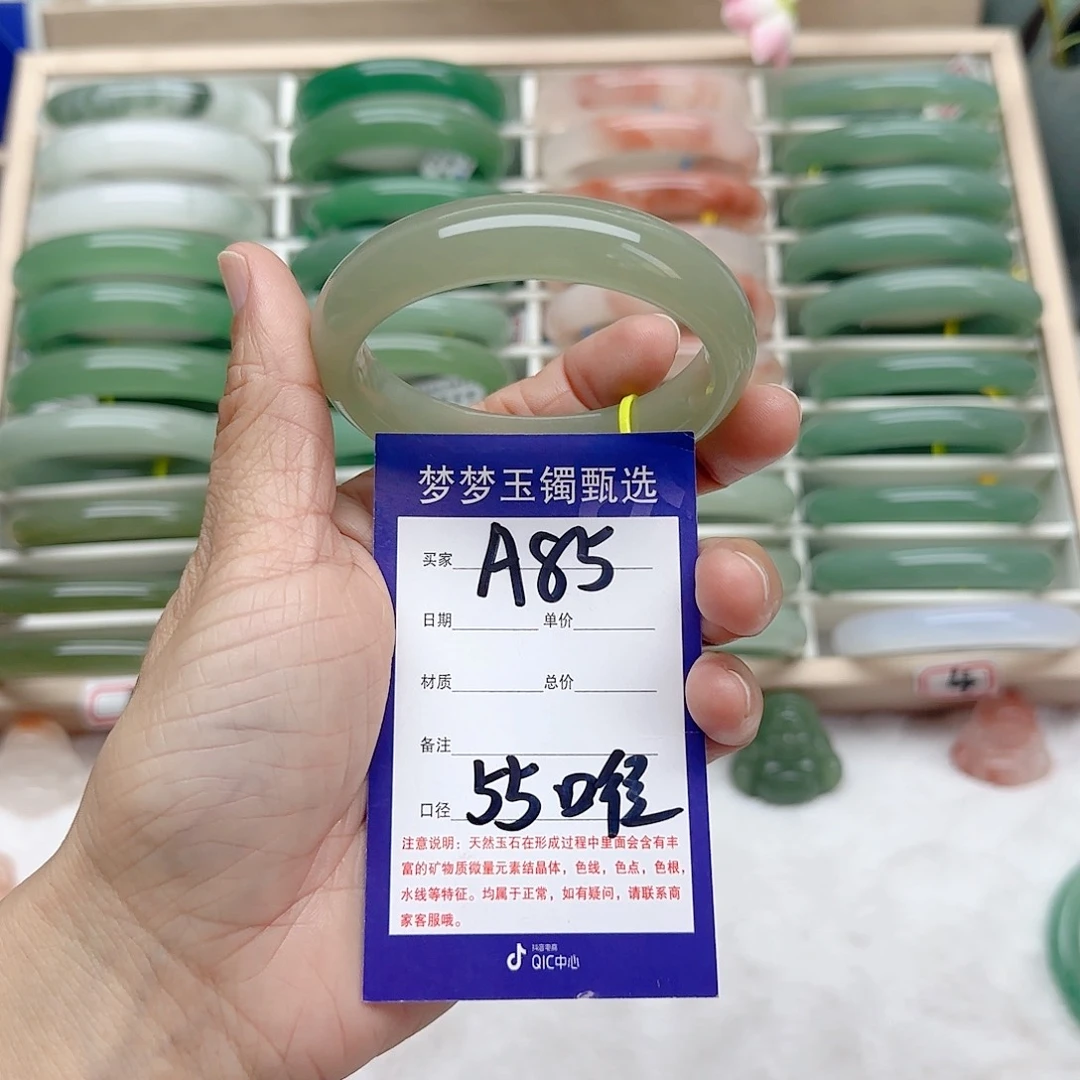 梦梦玉镯甄选
买家 A85
日期 单价
材质 总价
备注
口径 55唯
注意说明：天然玉石在形成过程中里面会含有丰
富的矿物质微量元素结晶体，色线，色点，色根，
水线等特征。均属于正常，如有疑问，请联系商
家客服哦。
抖音电商
QIC中心
4